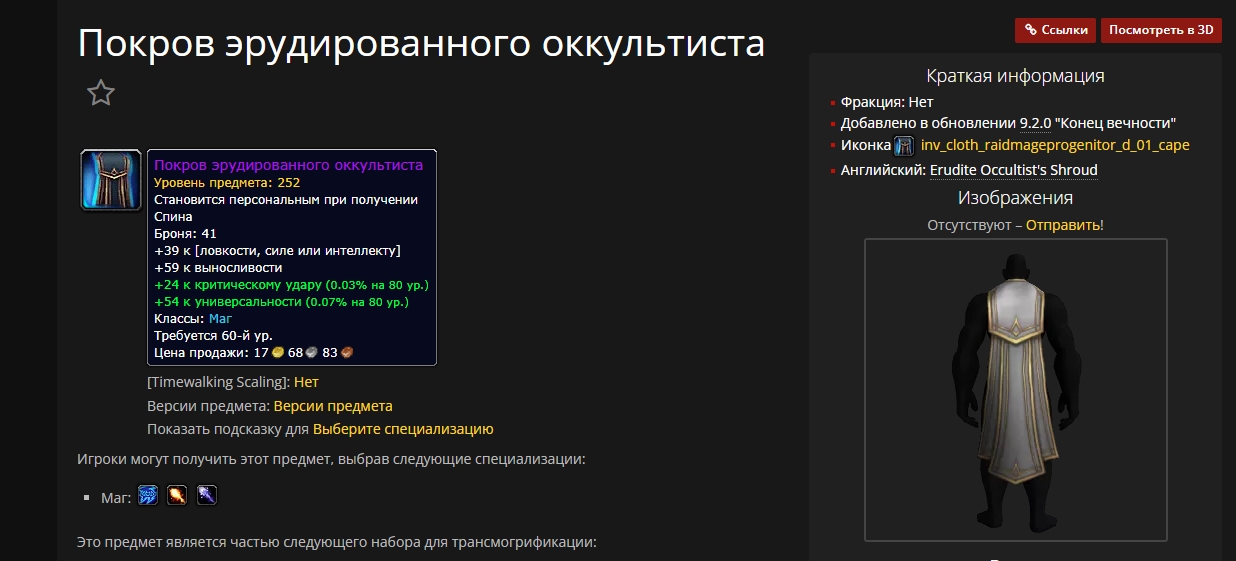 Покров эрудированного оккультиста
Ссылки
Посмотреть в 3D
Покров эрудированного оккультиста
Уровень предмета: 252
Становится персональным при получении
Спина
Броня: 41
+39 к [ловкости, силе или интеллекту]
+59 к выносливости
+24 к критическому удару (0.03% на 80 ур.)
+54 к универсальности (0.07% на 80 ур.)
Классы: Маг
Требуется 60-й ур.
Цена продажи: 17 68 83
[Timewalking Scaling]: Нет
Версии предмета: Версии предмета
Показать подсказку для Выберите специализацию
Игроки могут получить этот предмет, выбрав следующие специализации:
Маг:
Это предмет является частью следующего набора для трансмогрификации:
Краткая информация
Фракция: Нет
Добавлено в обновлении 9.2.0 "Конец вечности"
Иконка inv_cloth_raidmageprogenitor_d_01_cape
Английский: Erudite Occultist's Shroud
Изображения
Отсутствуют – Отправить!